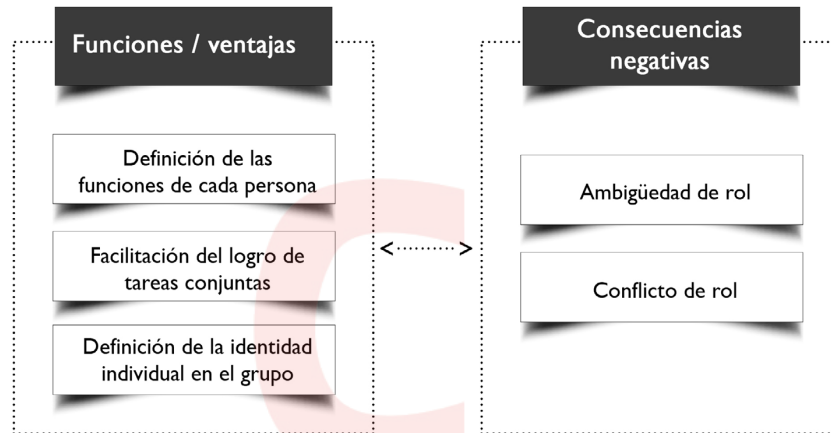 Funciones / ventajas
Definición de las
funciones de cada persona
Facilitación del logro de
tareas conjuntas
Definición de la identidad
individual en el grupo
Consecuencias
negativas
Ambigüedad de rol
Conflicto de rol